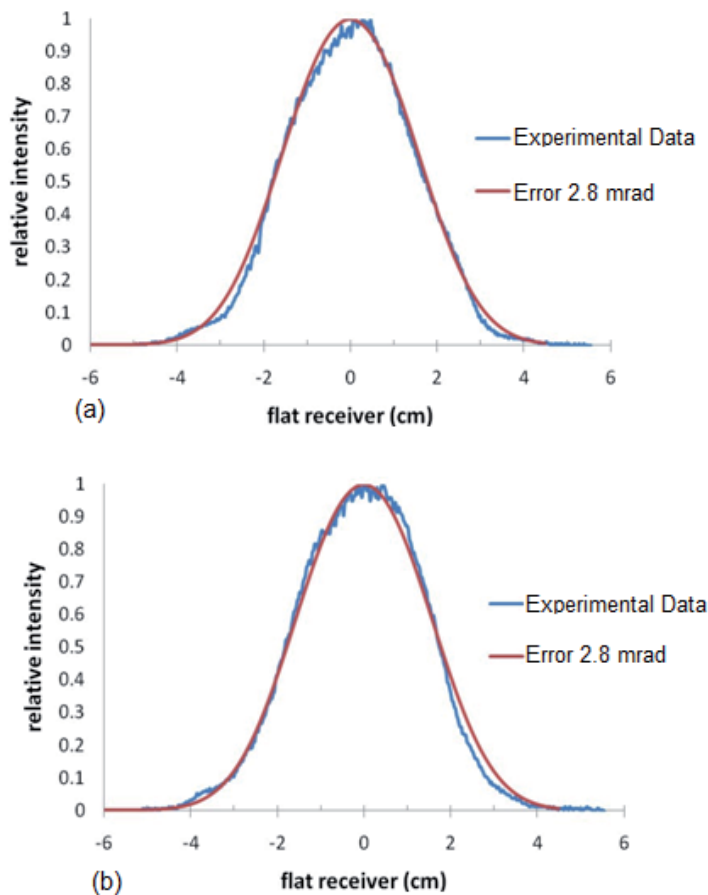 1
0.9
0.8
0.7
0.6
0.5
0.4
0.3
0.2
0.1
0
relative intensity
Experimental Data
Error 2.8 mrad
-6 -4 -2 0 2 4 6
(a)
flat receiver (cm)
1
0.9
0.8
0.7
0.6
0.5
0.4
0.3
0.2
0.1
0
relative intensity
Experimental Data
Error 2.8 mrad
-6 -4 -2 0 2 4 6
(b)
flat receiver (cm)